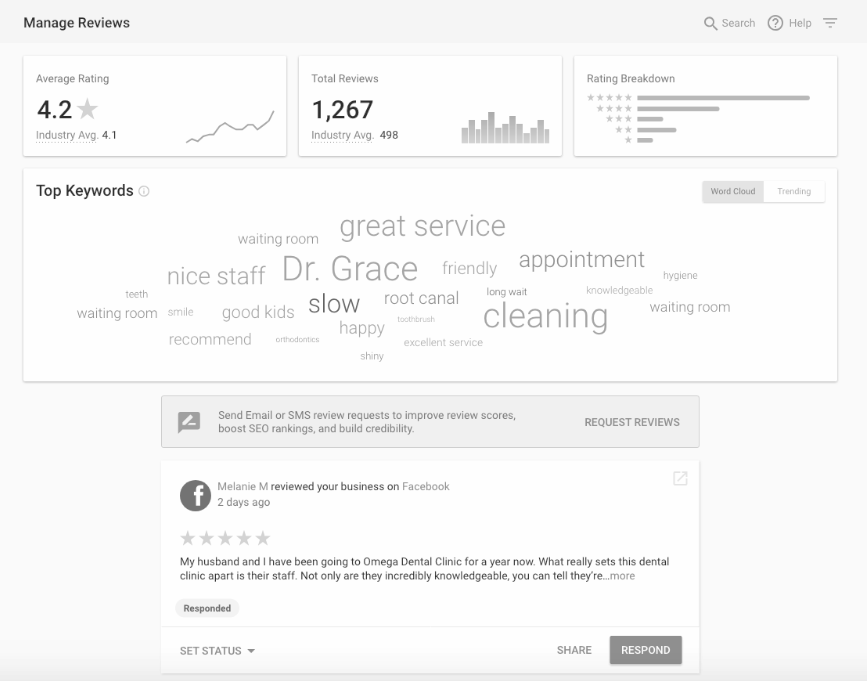 Manage Reviews
Search
Help
Average Rating
4.2
Industry Avg. 4.1
Total Reviews
1,267
Industry Avg. 498
Rating Breakdown
Top Keywords
Word Cloud
Trending
great service
waiting room
appointment
Dr. Grace
friendly
nice staff
hygiene
teeth
long wait
knowledgeable
slow
root canal
waiting room
smile
good kids
cleaning
waiting room
toothbrush
happy
recommend
orthodontics
excellent service
shiny
Send Email or SMS review requests to improve review scores,
boost SEO rankings, and build credibility.
REQUEST REVIEWS
f
Melanie M reviewed your business on Facebook
2 days ago
My husband and I have been going to Omega Dental Clinic for a year now. What really sets this dental
clinic apart is their staff. Not only are they incredibly knowledgeable, you can tell they're...more
Responded
SET STATUS
SHARE
RESPOND